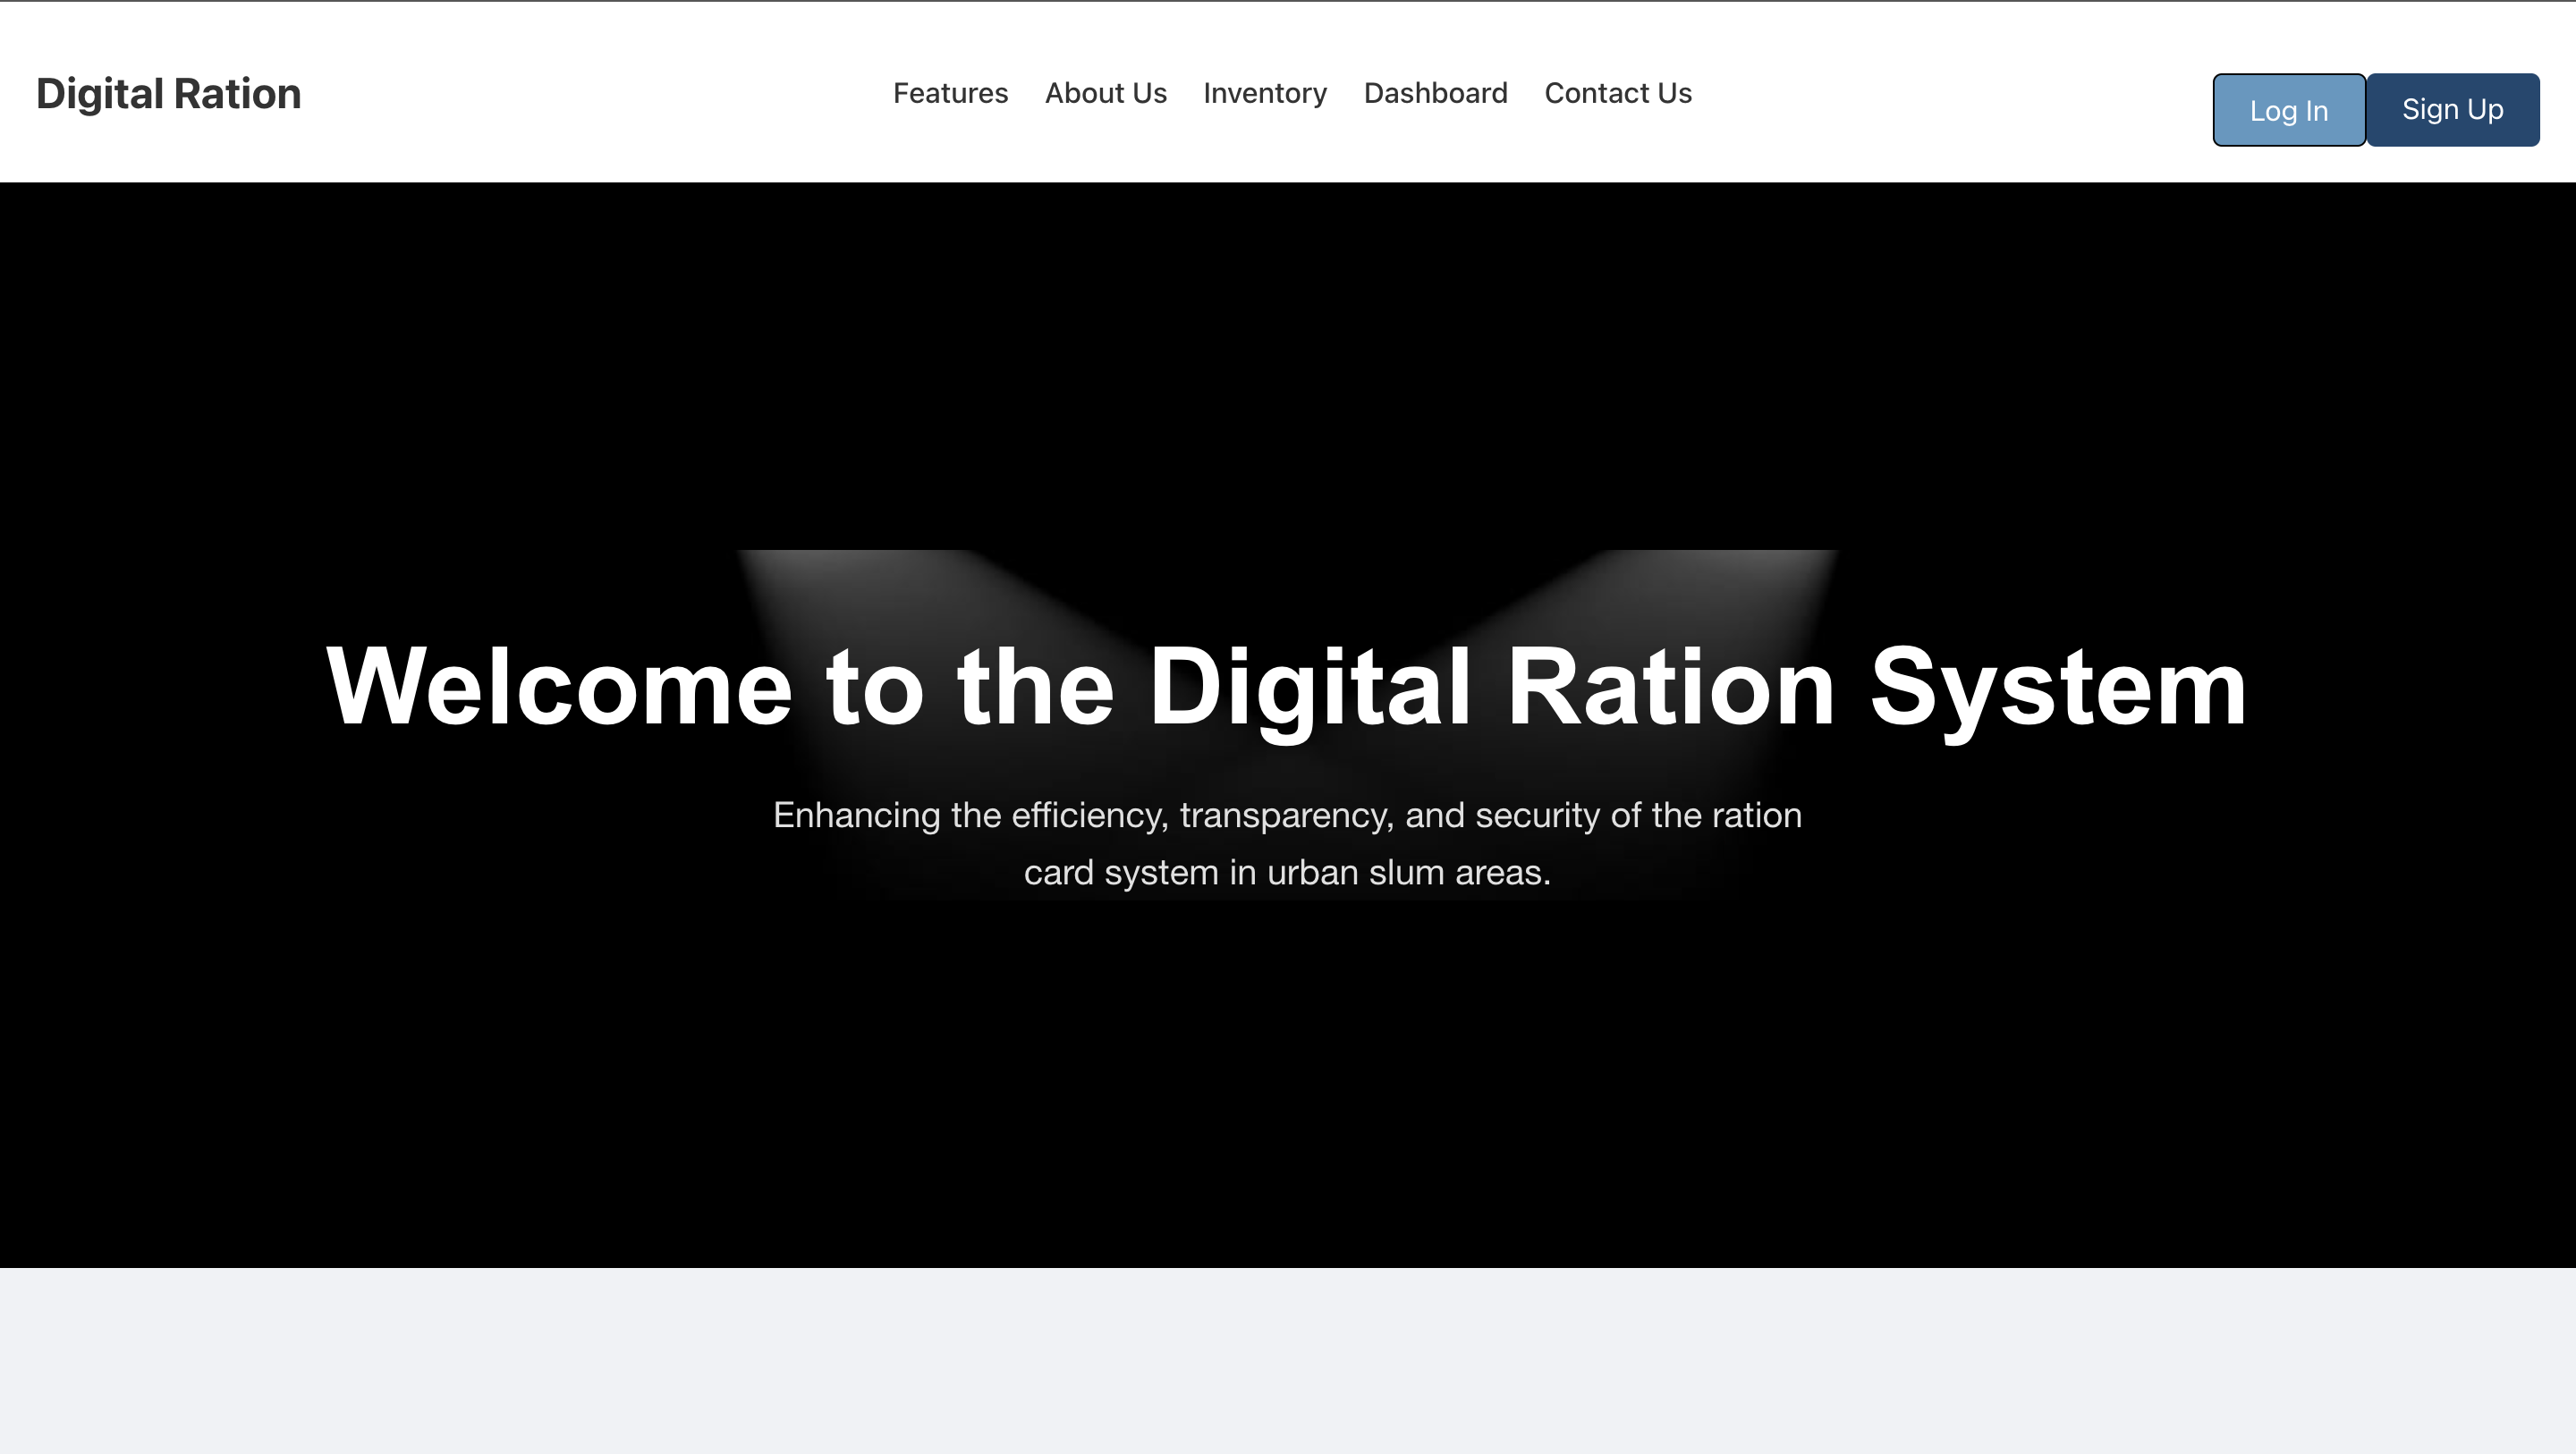 Digital Ration
Features About Us Inventory Dashboard Contact Us
Log In Sign Up
Welcome to the Digital Ration System
Enhancing the efficiency, transparency, and security of the ration
card system in urban slum areas.